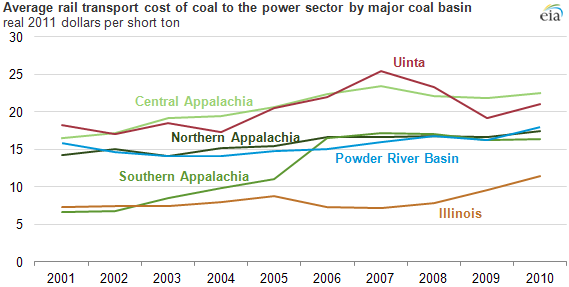 Average rail transport cost of coal to the power sector by major coal basin
real 2011 dollars per short ton
eia
30
25
20
15
10
5
0
Uinta
Central Appalachia
Northern Appalachia
Powder River Basin
Southern Appalachia
Illinois
2001 2002 2003 2004 2005 2006 2007 2008 2009 2010